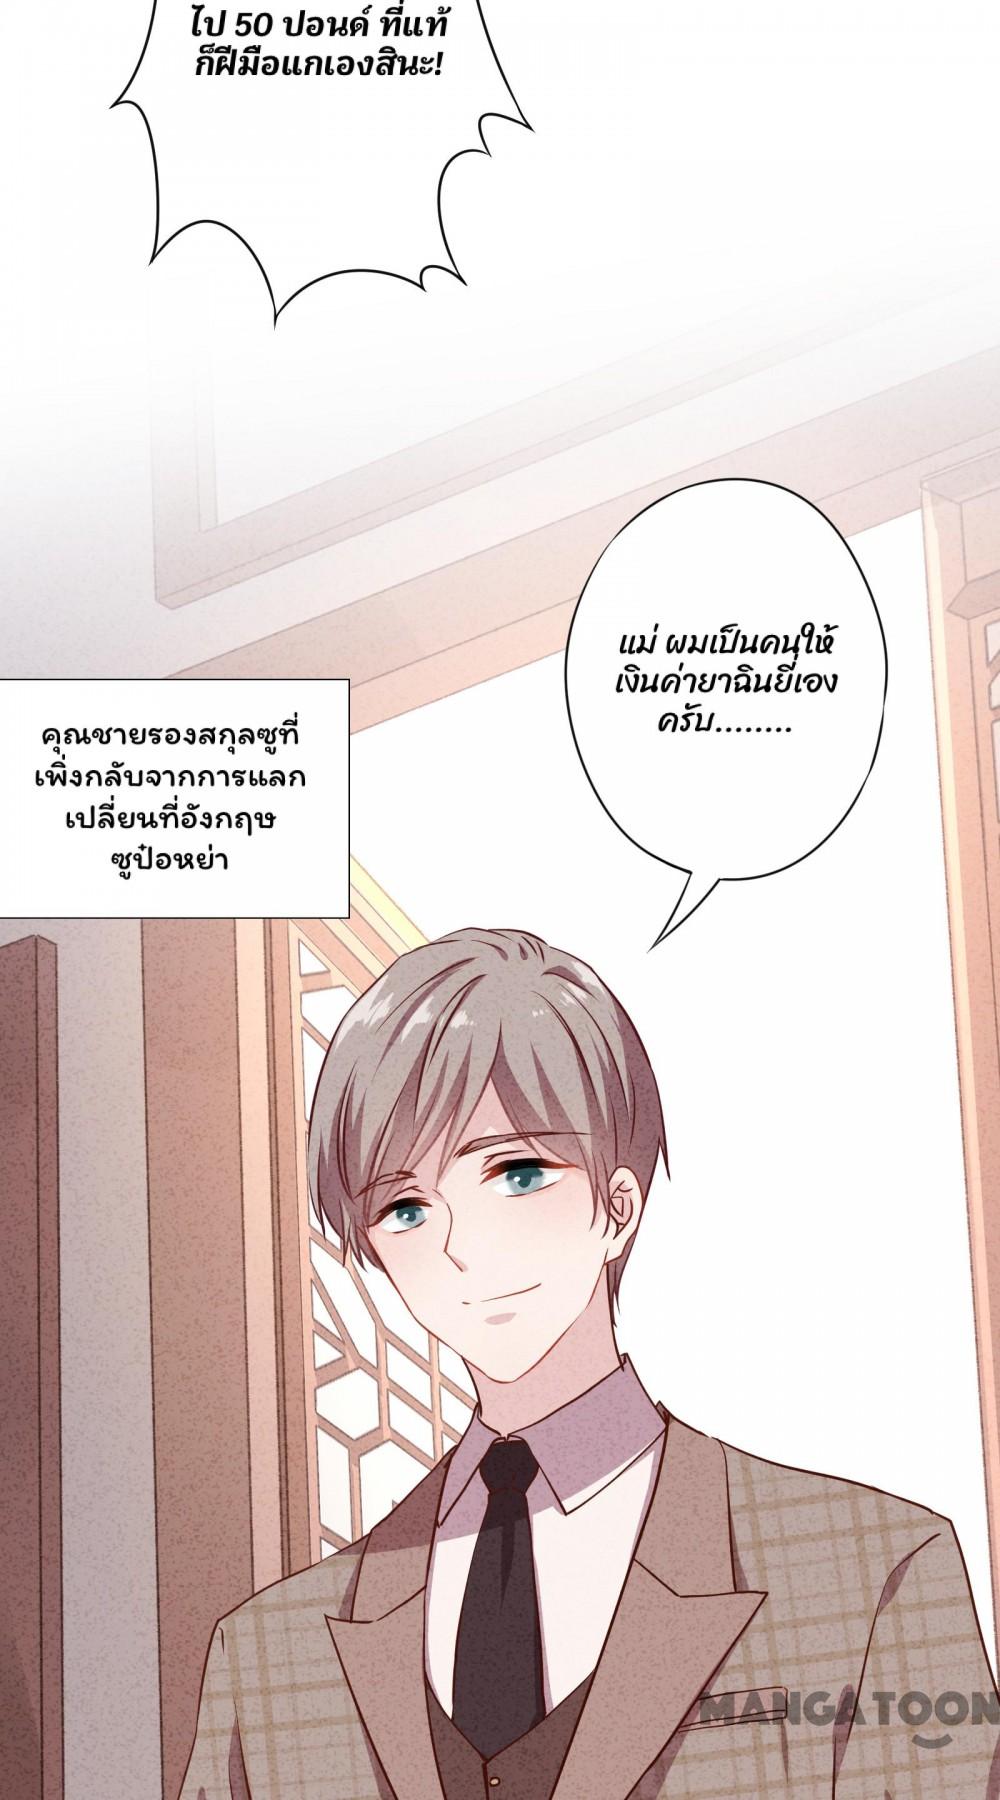 ไป 50 ปอนด์ ที่แท้
ก็ฝีมือแกเองสินะ!
แม่ ผมเป็นคนให้
เงินค่ายาฉินยี่เอง
ครับ........
คุณชายรองสกุลซูที่
เพิ่งกลับจากการแลก
เปลี่ยนที่อังกฤษ
ซูป๋อหย่า
MANGATOON